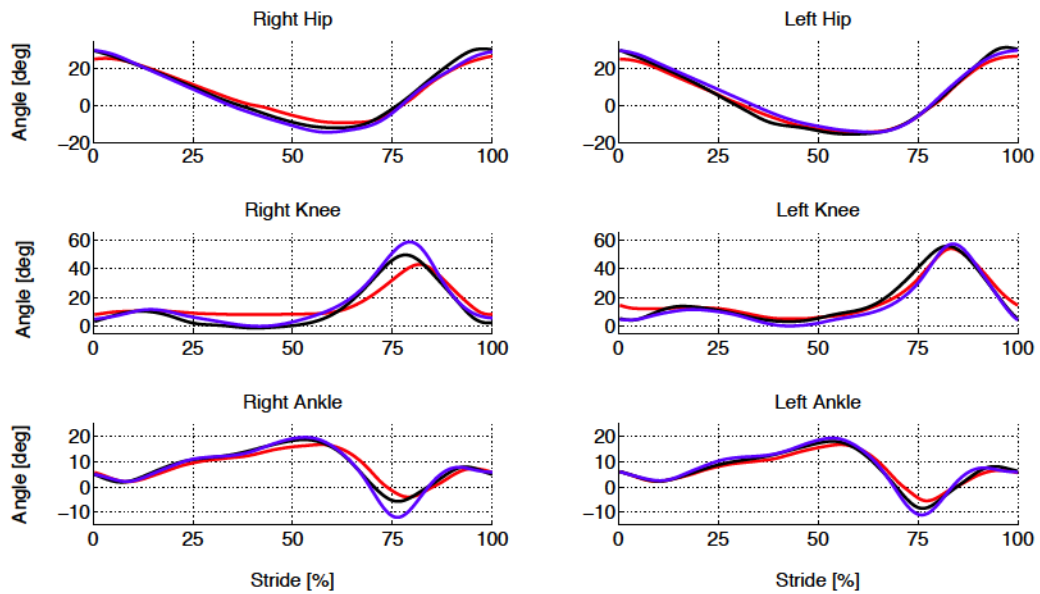 Right Hip
Left Hip
Angle [deg]
20
0
−20
0 25 50 75 100
20
0
−20
0 25 50 75 100
Right Knee
Left Knee
Angle [deg]
60
40
20
0
0 25 50 75 100
60
40
20
0
0 25 50 75 100
Right Ankle
Left Ankle
Angle [deg]
20
10
0
−10
0 25 50 75 100
20
10
0
−10
0 25 50 75 100
Stride [%]
Stride [%]